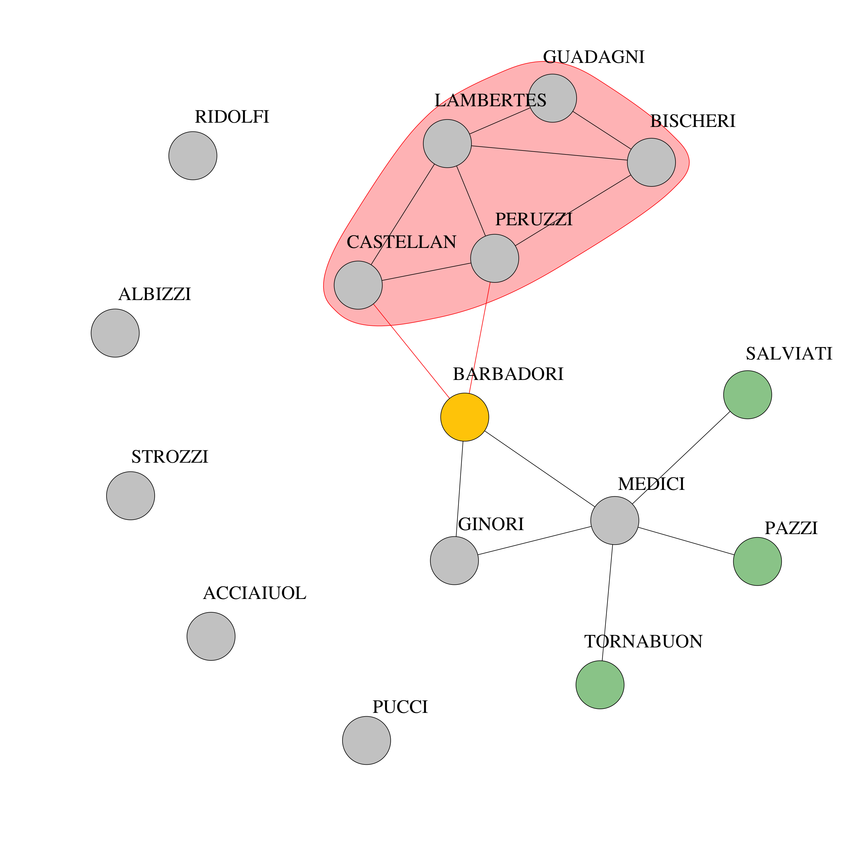 GUADAGNI
LAMBERTES
RIDOLFI
BISCHERI
PERUZZI
CASTELLAN
ALBIZZI
SALVIATI
BARBADORI
STROZZI
MEDICI
GINORI
PAZZI
ACCIAIUOL
TORNABUON
PUCCI